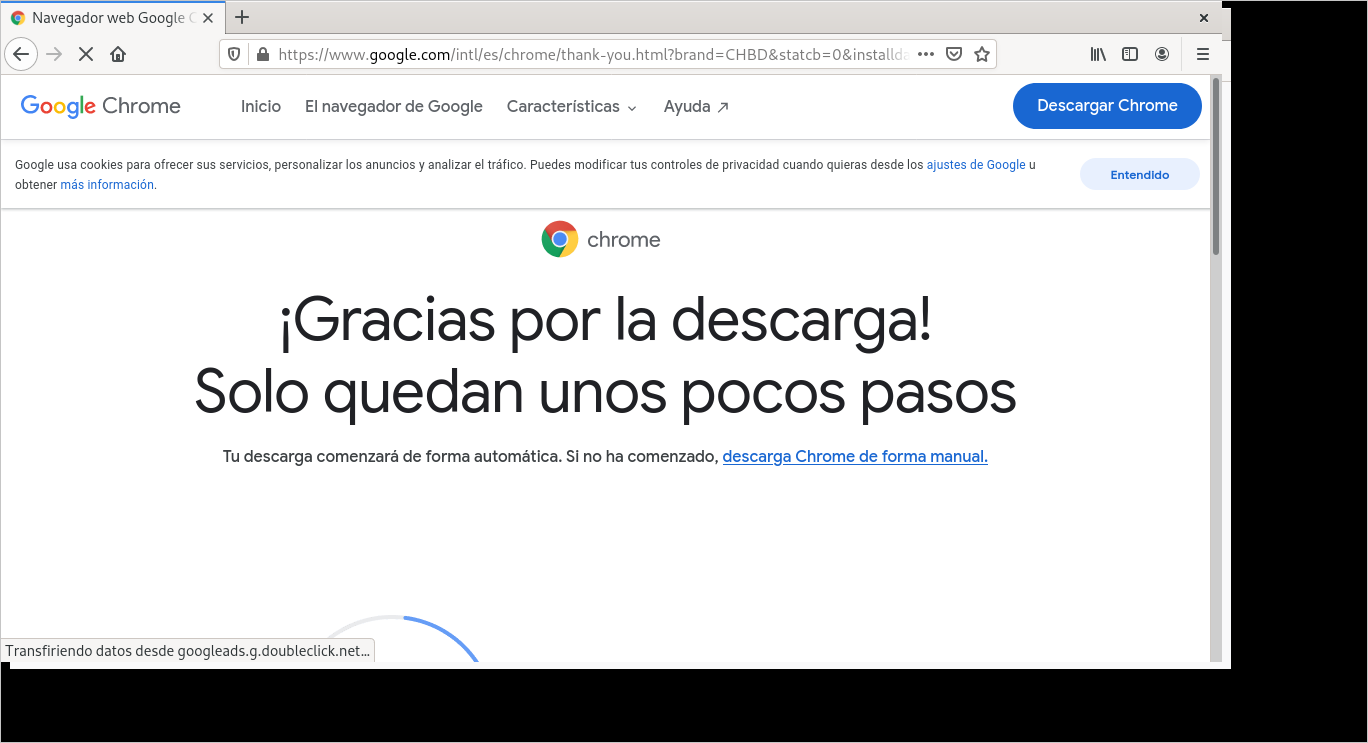 Navegador web Google C
https://www.google.com/intl/es/chrome/thank-you.html?brand=CHBD&statcb=0&installda
Google Chrome
Inicio
El navegador de Google
Características
Ayuda
Descargar Chrome
Google usa cookies para ofrecer sus servicios, personalizar los anuncios y analizar el tráfico. Puedes modificar tus controles de privacidad cuando quieras desde los ajustes de Google u
obtener más información.
Entendido
chrome
¡Gracias por la descarga!
Solo quedan unos pocos pasos
Tu descarga comenzará de forma automática. Si no ha comenzado, descarga Chrome de forma manual.
Transfiriendo datos desde googleads.g.doubleclick.net…